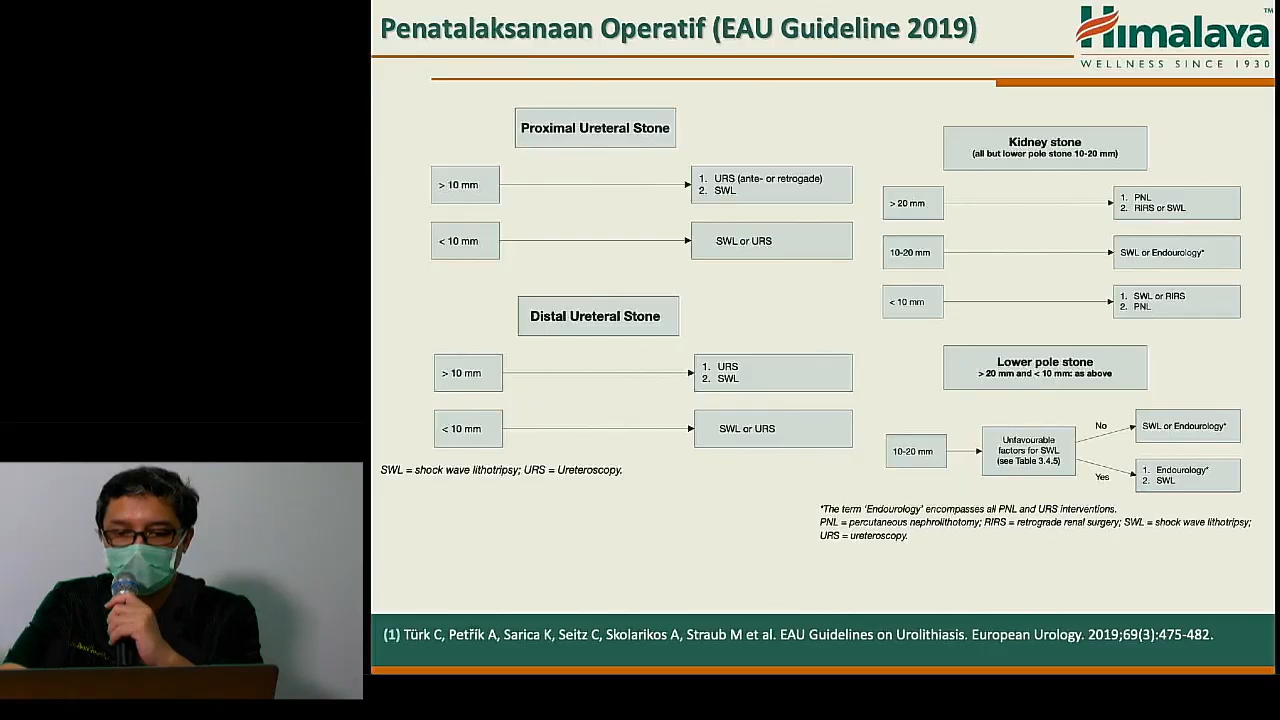 Penatalaksanaan Operatif (EAU Guideline 2019)
Himalaya™
WELLNESS SINCE 1930
Proximal Ureteral Stone
> 10 mm
1. URS (ante- or retrogade)
2. SWL
< 10 mm
SWL or URS
Distal Ureteral Stone
> 10 mm
1. URS
2. SWL
< 10 mm
SWL or URS
SWL = shock wave lithotripsy; URS = Ureteroscopy.
Kidney stone
(all but lower pole stone 10-20 mm)
> 20 mm
1. PNL
2. RIRS or SWL
10-20 mm
SWL or Endourology*
< 10 mm
1. SWL or RIRS
2. PNL
Lower pole stone
> 20 mm and < 10 mm: as above
10-20 mm
Unfavourable
factors for SWL
(see Table 3.4.5)
No
SWL or Endourology*
Yes
1. Endourology*
2. SWL
*The term ‘Endourology’ encompasses all PNL and URS interventions.
PNL = percutaneous nephrolithotomy; RIRS = retrograde renal surgery; SWL = shock wave lithotripsy;
URS = ureteroscopy.
(1) Türk C, Petřík A, Sarica K, Seitz C, Skolarikos A, Straub M et al. EAU Guidelines on Urolithiasis. European Urology. 2019;69(3):475-482.